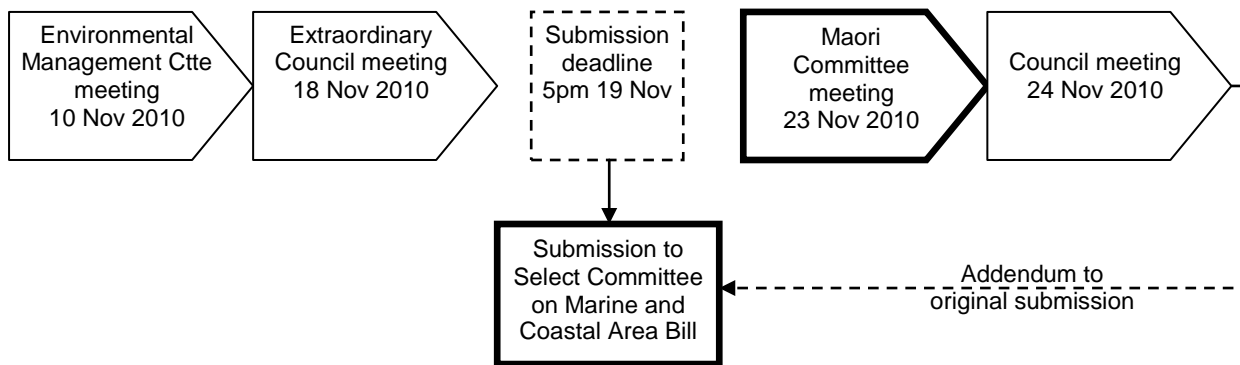 Environmental
Management Ctte
meeting
10 Nov 2010
Extraordinary
Council meeting
18 Nov 2010
Submission
deadline
5pm 19 Nov
Maori
Committee
meeting
23 Nov 2010
Council meeting
24 Nov 2010
Submission to
Select Committee
on Marine and
Coastal Area Bill
Addendum to
original submission